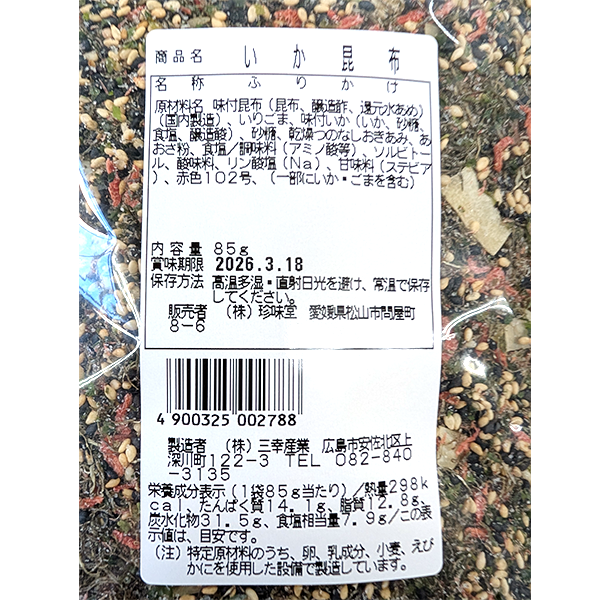 商品名 いか昆布
名称 ふりかけ
原材料名 味付昆布（昆布、醸造酢、還元水あめ）
（国内製造）、いりごま、味付いか（いか、砂糖、
食塩、醸造酸）、砂糖、乾燥つのなしおきあみ、あ
おさ粉、食塩／調味料（アミノ酸等）、ソルビトー
ル、酸味料、リン酸塩（Ｎａ）、甘味料（ステビア
）、赤色１０２号、（一部にいか・ごまを含む）
内容量 85g
賞味期限 2026.3.18
保存方法 高温多湿・直射日光を避け、常温で保存
してください。
販売者 （株）珍味堂 愛媛県松山市問屋町
８－６
4 900325 002788
製造者 （株）三幸産業 広島市安佐北区上
深川町１２２－３ ＴＥＬ ０８２－８４０
－３１３５
栄養成分表示（１袋８５ｇ当たり）／熱量２９８ｋ
ｃａｌ、たんぱく質１４．１ｇ、脂質１２．８ｇ、
炭水化物３１．５ｇ、食塩相当量７．９ｇ／この表
示値は、目安です。
（注）特定原材料のうち、卵、乳成分、小麦、えび
かにを使用した設備で製造しています。